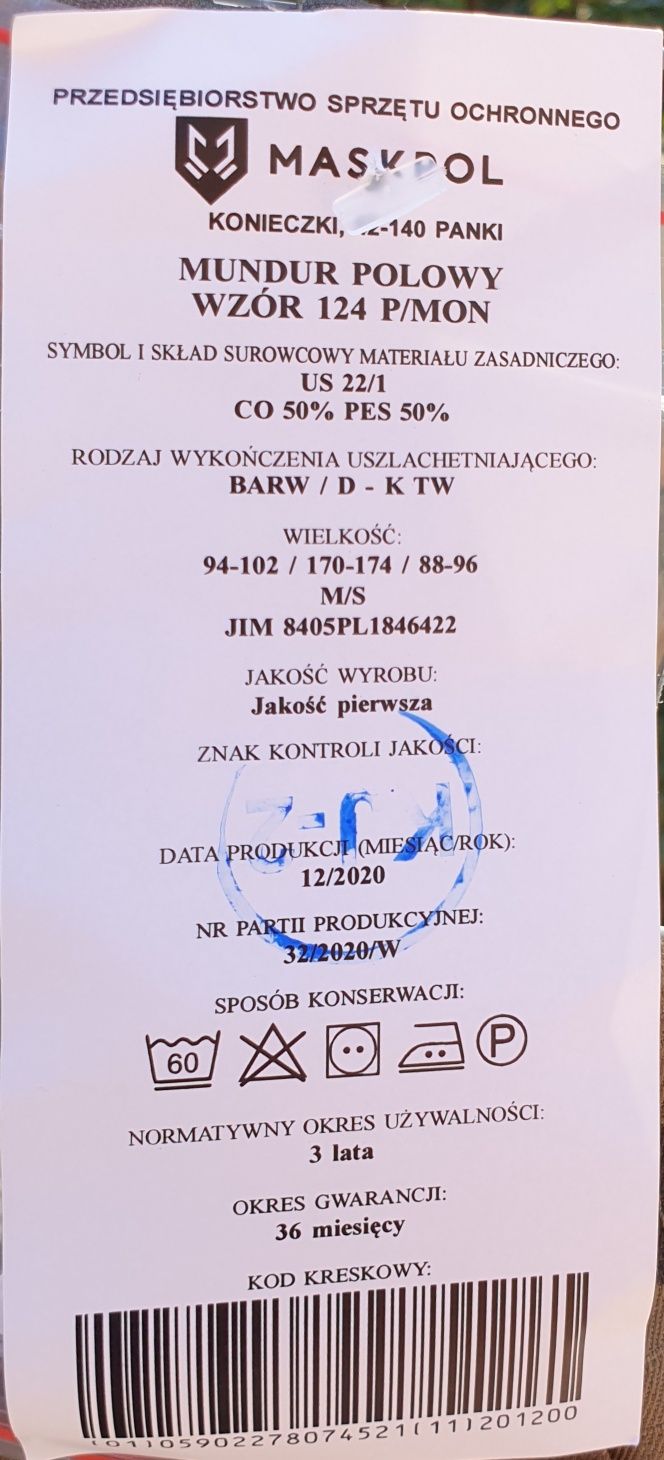 PRZEDSIĘBIORSTWO SPRZĘTU OCHRONNEGO
KONIECZKI, PANKI
MUNDUR POLOWY
WZÓR 124 P/MON
SYMBOL I SKŁAD SUROWCOWY MATERIAŁU ZASADNICZEGO:
US 22/1
CO 50% PES 50%
RODZAJ WYKOŃCZENIA USZLACHETNIAJĄCEGO:
BARW / D - K TW
WIELKOŚĆ:
94-102 / 170-174 / 88-96
M/S
JIM 8405PL1846422
JAKOŚĆ WYROBU:
Jakość pierwsza
ZNAK KONTROLI JAKOŚCI:
DATA PRODUKCJI (MIESIĄC/ROK):
12/2020
NR PARTII PRODUKCYJNEJ:
32/2020/W
SPOSÓB KONSERWACJI:
60 P
NORMATYWNY OKRES UŻYWALNOŚCI:
3 lata
OKRES GWARANCJI:
36 miesięcy
KOD KRESKOWY:
(01)05902278074521(11)201200